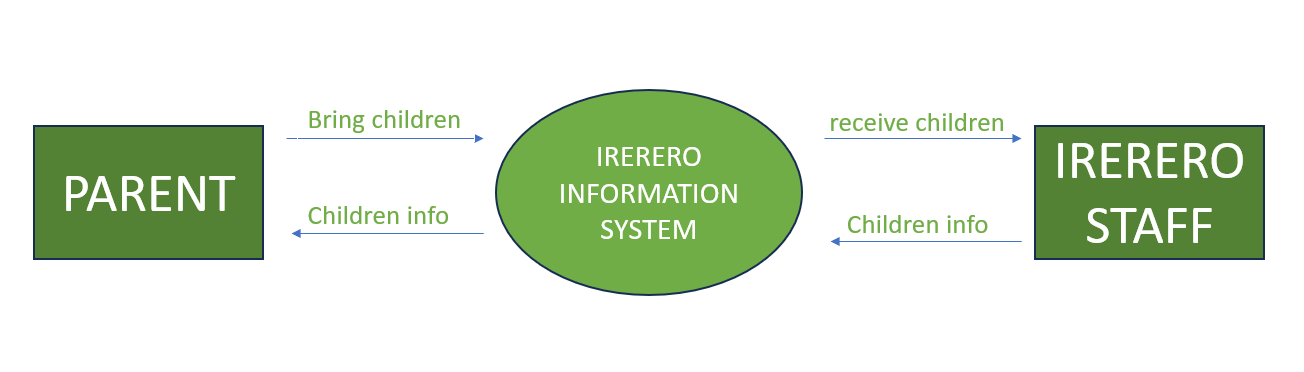 Bring children
receive children
PARENT
IRERERO
INFORMATION
SYSTEM
IRERERO
STAFF
Children info
Children info